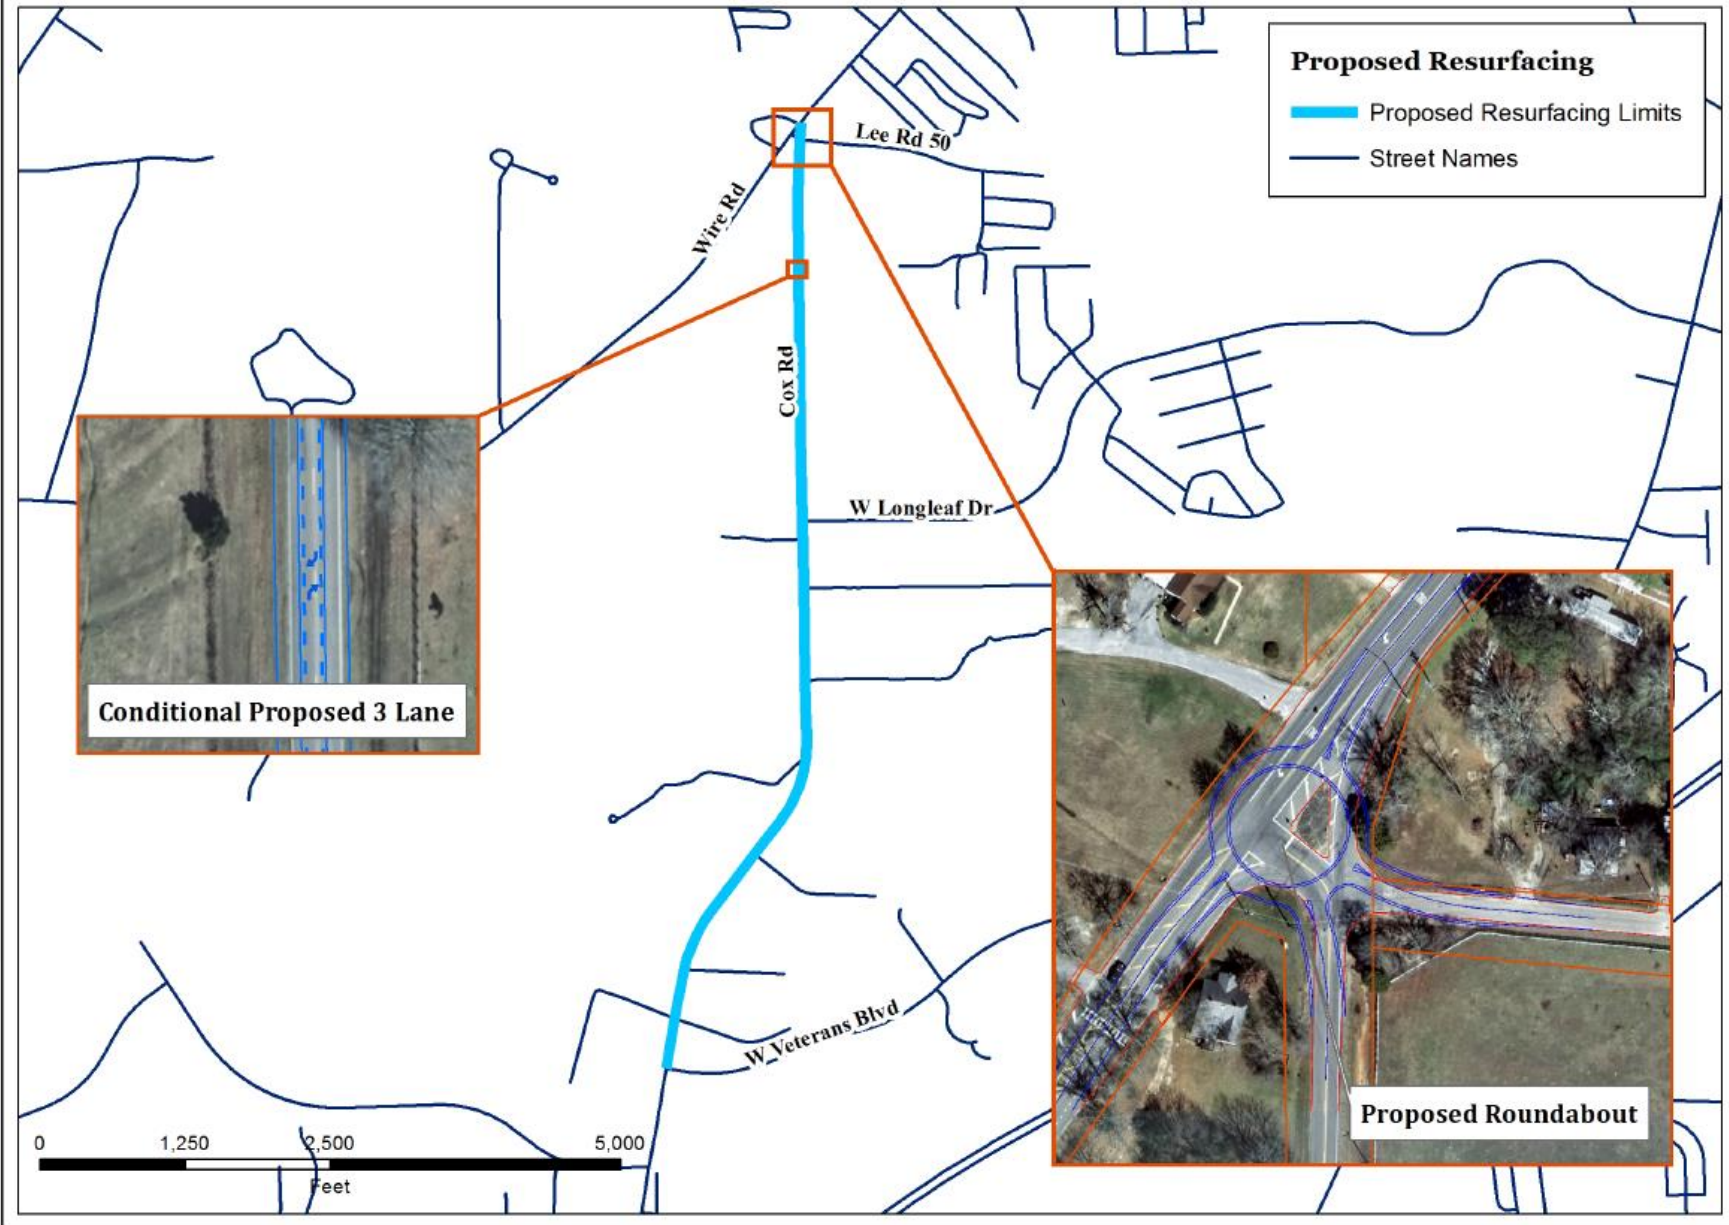 Proposed Resurfacing
Proposed Resurfacing Limits
Street Names
Lee Rd 50
Wire Rd
Cox Rd
W Longleaf Dr
Conditional Proposed 3 Lane
W Veterans Blvd
Proposed Roundabout
0 1,250 2,500 5,000
Feet